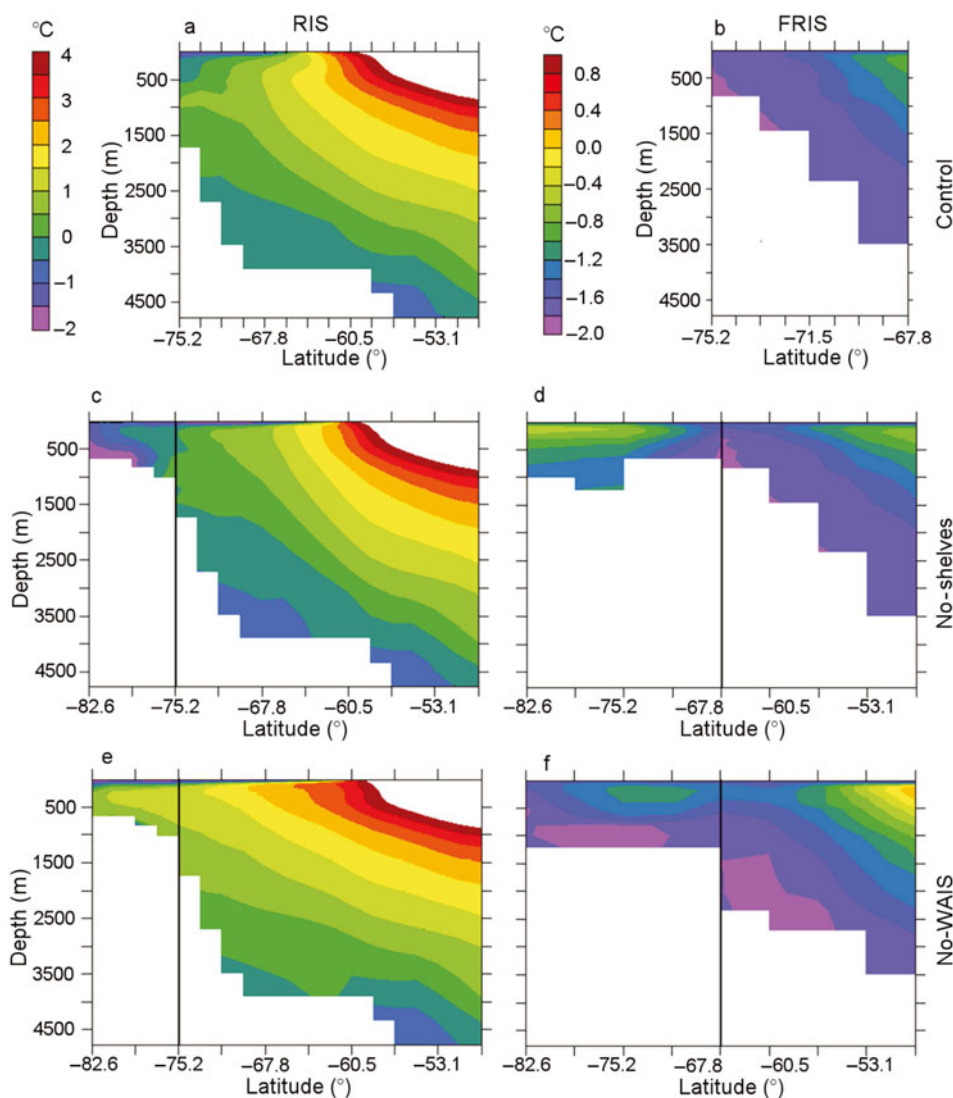 RIS
FRIS
°C
a
4
3
2
1
0
−1
−2
Depth (m)
500
1500
2500
3500
4500
−75.2 −67.8 −60.5 −53.1
Latitude (°)
°C
0.8
0.4
0.0
−0.4
−0.8
−1.2
−1.6
−2.0
b
Depth (m)
500
1500
2500
3500
4500
−75.2 −71.5 −67.8
Latitude (°)
Control
c
Depth (m)
500
1500
2500
3500
4500
−82.6 −75.2 −67.8 −60.5 −53.1
Latitude (°)
d
−82.6 −75.2 −67.8 −60.5 −53.1
Latitude (°)
No-shelves
e
Depth (m)
500
1500
2500
3500
4500
−82.6 −75.2 −67.8 −60.5 −53.1
Latitude (°)
f
−82.6 −75.2 −67.8 −60.5 −53.1
Latitude (°)
No-WAIS